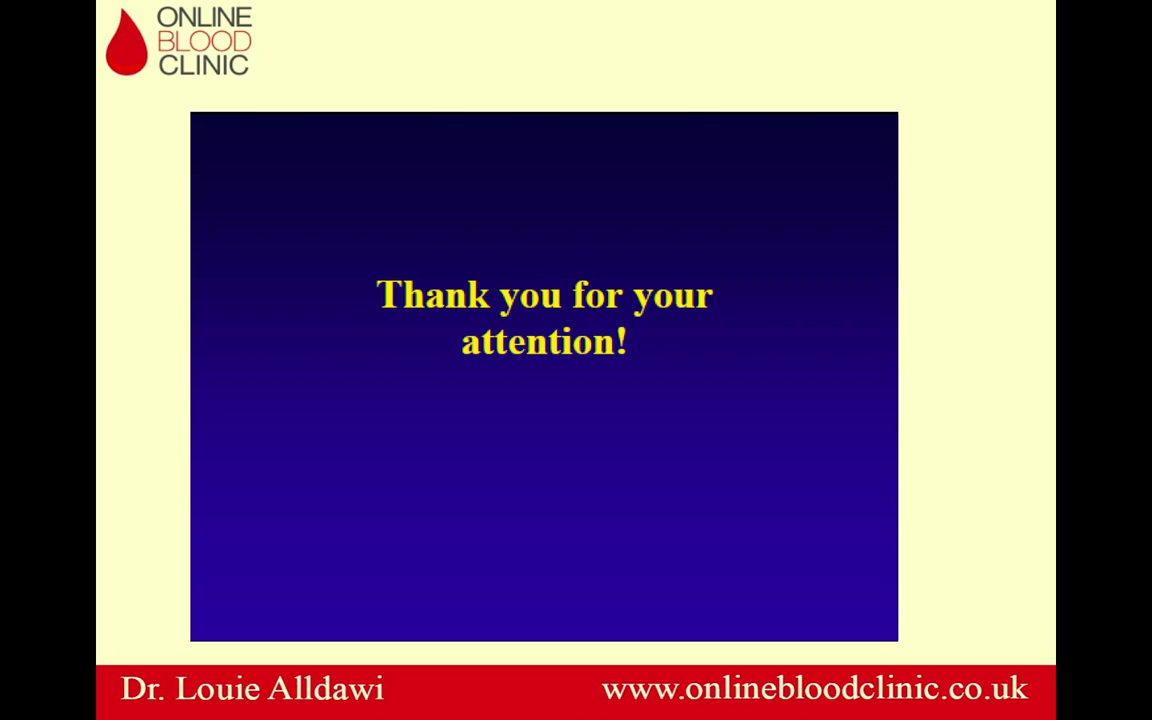 ONLINE
BLOOD
CLINIC
Thank you for your
attention!
Dr. Louie Alldawi
www.onlinebloodclinic.co.uk